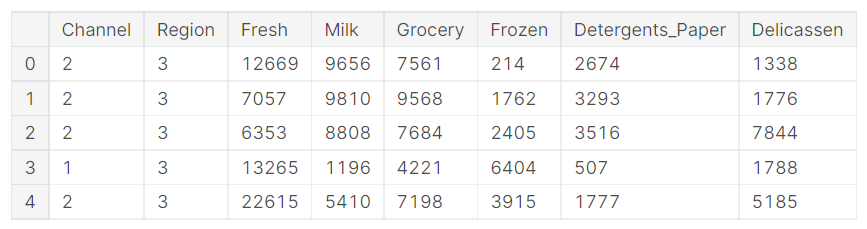 Channel Region Fresh Milk Grocery Frozen Detergents_Paper Delicassen
0 2 3 12669 9656 7561 214 2674 1338
1 2 3 7057 9810 9568 1762 3293 1776
2 2 3 6353 8808 7684 2405 3516 7844
3 1 3 13265 1196 4221 6404 507 1788
4 2 3 22615 5410 7198 3915 1777 5185